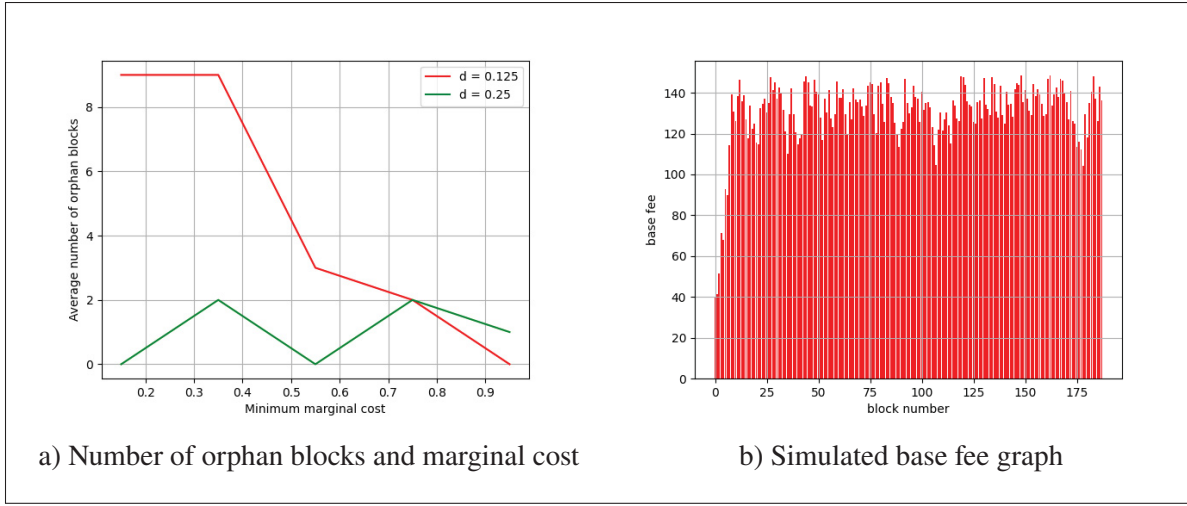 d = 0.125
d = 0.25
8
6
4
2
0
Average number of orphan blocks
0.2 0.3 0.4 0.5 0.6 0.7 0.8 0.9
Minimum marginal cost
a) Number of orphan blocks and marginal cost
140
120
100
80
60
40
20
0
base fee
0 25 50 75 100 125 150 175
block number
b) Simulated base fee graph